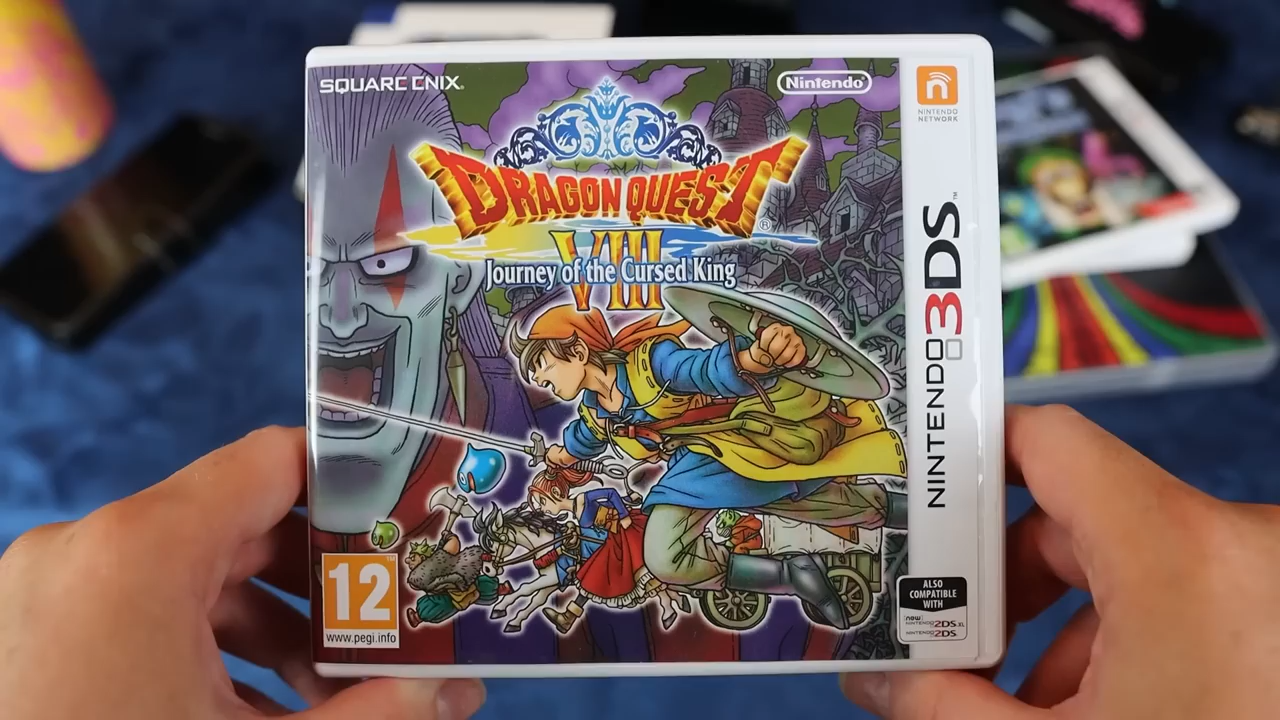 SQUARE ENIX®
Nintendo®
DRAGON QUEST®
VIII
Journey of the Cursed King
12
www.pegi.info
n
NINTENDO
NETWORK
NINTENDO 3DS™
ALSO
COMPATIBLE
WITH
new
NINTENDO 2DS XL
NINTENDO 2DS